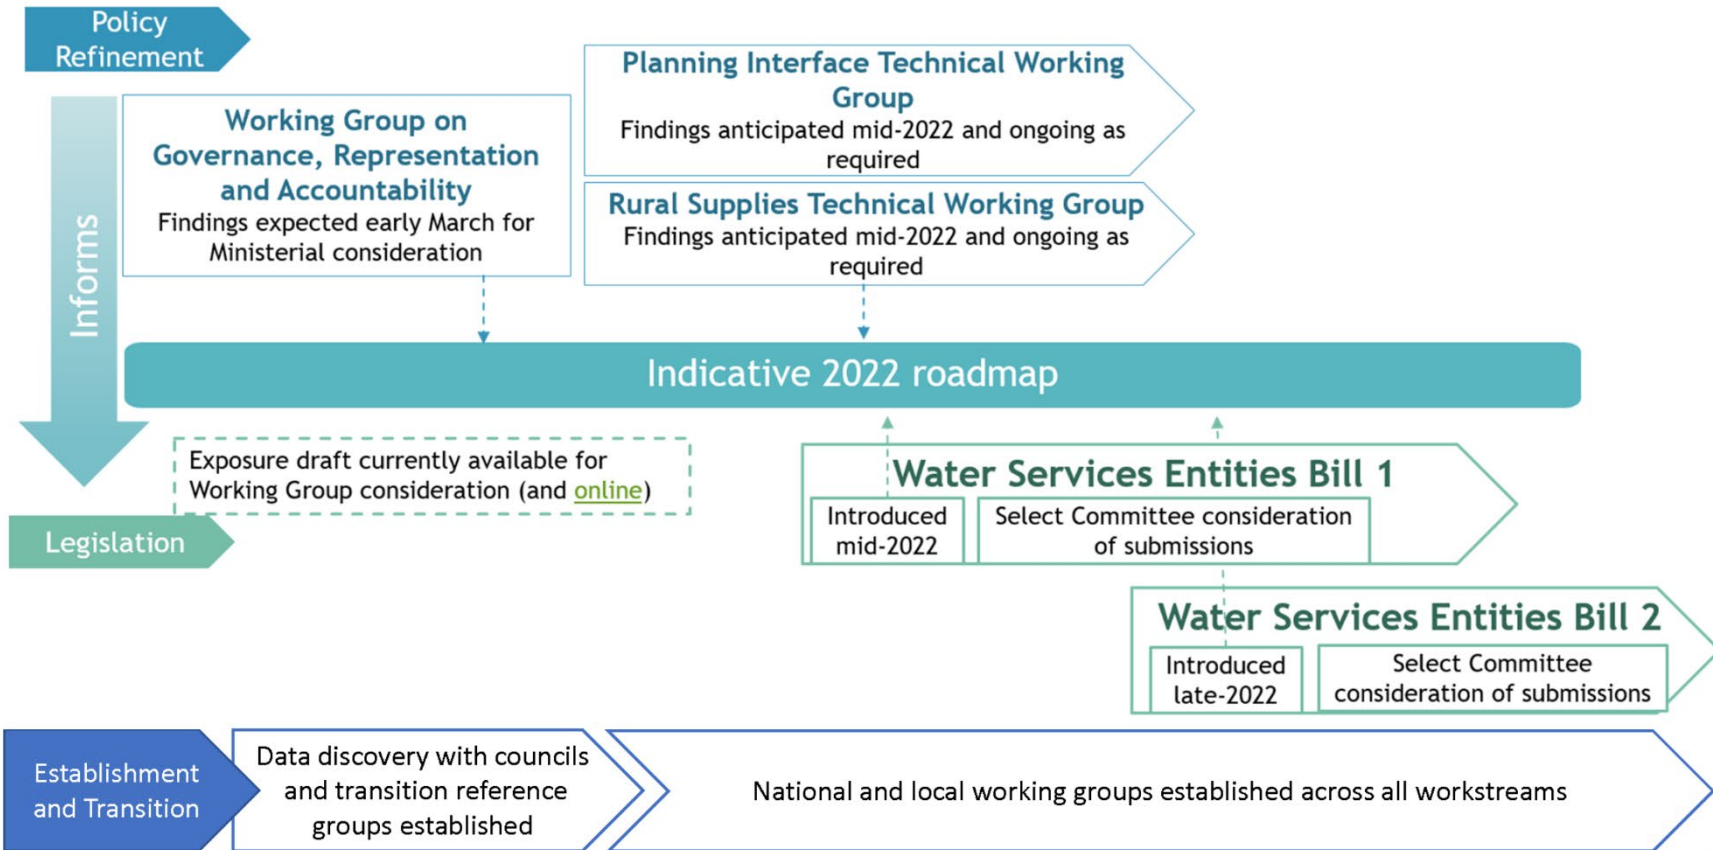 Policy
Refinement
Planning Interface Technical Working
Group
Findings anticipated mid-2022 and ongoing as
required
Working Group on
Governance, Representation
and Accountability
Findings expected early March for
Ministerial consideration
Rural Supplies Technical Working Group
Findings anticipated mid-2022 and ongoing as
required
Informs
Indicative 2022 roadmap
Exposure draft currently available for
Working Group consideration (and online)
Legislation
Water Services Entities Bill 1
Introduced
mid-2022
Select Committee consideration
of submissions
Water Services Entities Bill 2
Introduced
late-2022
Select Committee
consideration of submissions
Establishment
and Transition
Data discovery with councils
and transition reference
groups established
National and local working groups established across all workstreams